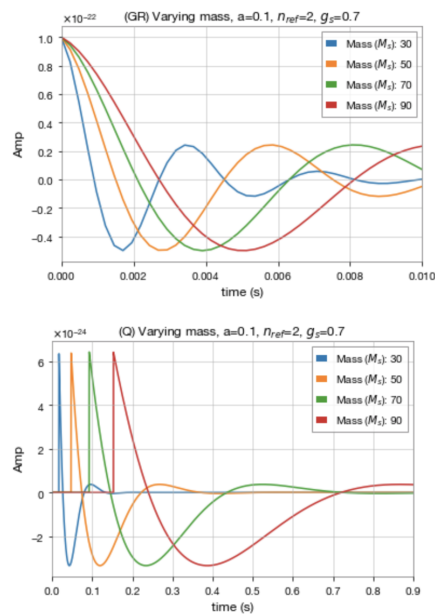 ×10⁻²²
(GR) Varying mass, a=0.1, n_ref=2, g_s=0.7
Mass (M_s): 30
Mass (M_s): 50
Mass (M_s): 70
Mass (M_s): 90
1.0
0.8
0.6
0.4
0.2
0.0
−0.2
−0.4
Amp
0.000 0.002 0.004 0.006 0.008 0.010
time (s)
×10⁻²⁴
(Q) Varying mass, a=0.1, n_ref=2, g_s=0.7
Mass (M_s): 30
Mass (M_s): 50
Mass (M_s): 70
Mass (M_s): 90
6
4
2
0
−2
Amp
0.0 0.1 0.2 0.3 0.4 0.5 0.6 0.7 0.8 0.9
time (s)